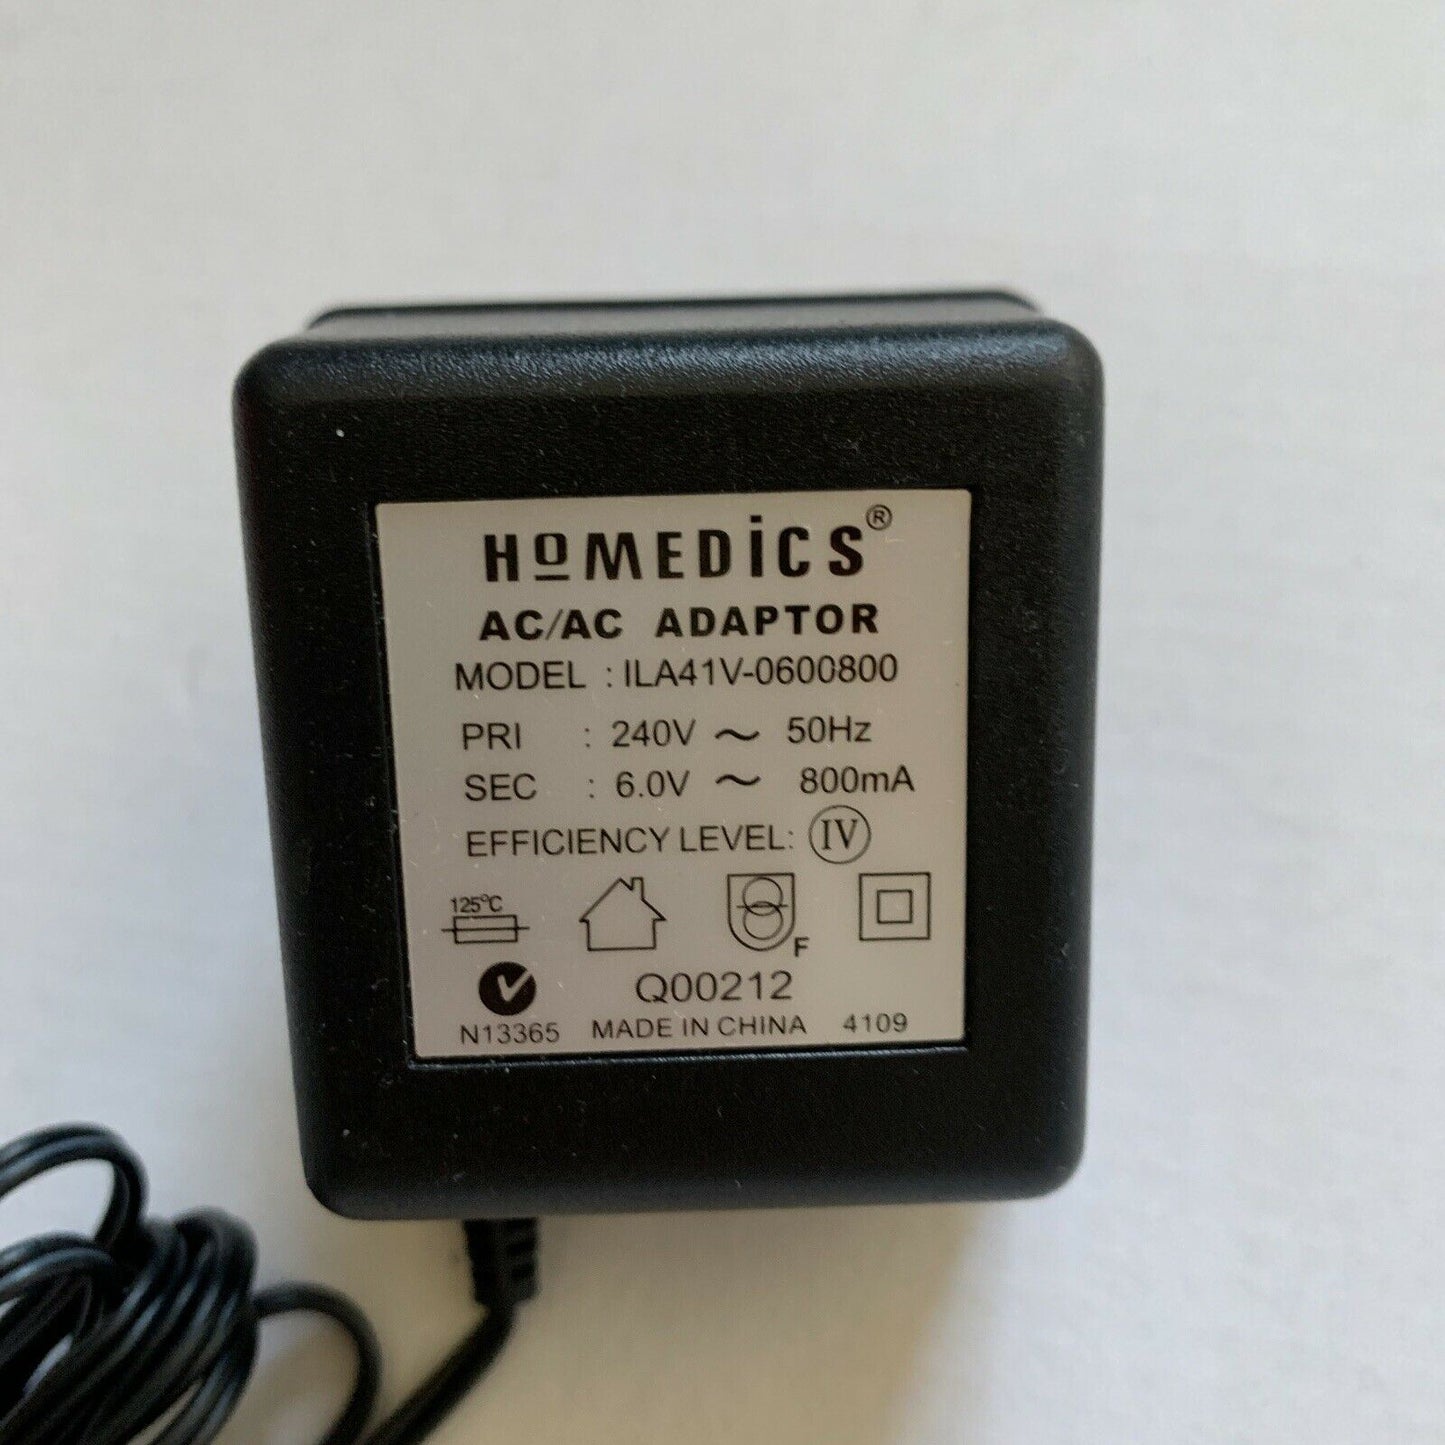 HoMEDiCS®
AC/AC ADAPTOR
MODEL : ILA41V-0600800
PRI : 240V ~ 50Hz
SEC : 6.0V ~ 800mA
EFFICIENCY LEVEL: IV
125°C
F
Q00212
N13365 MADE IN CHINA 4109